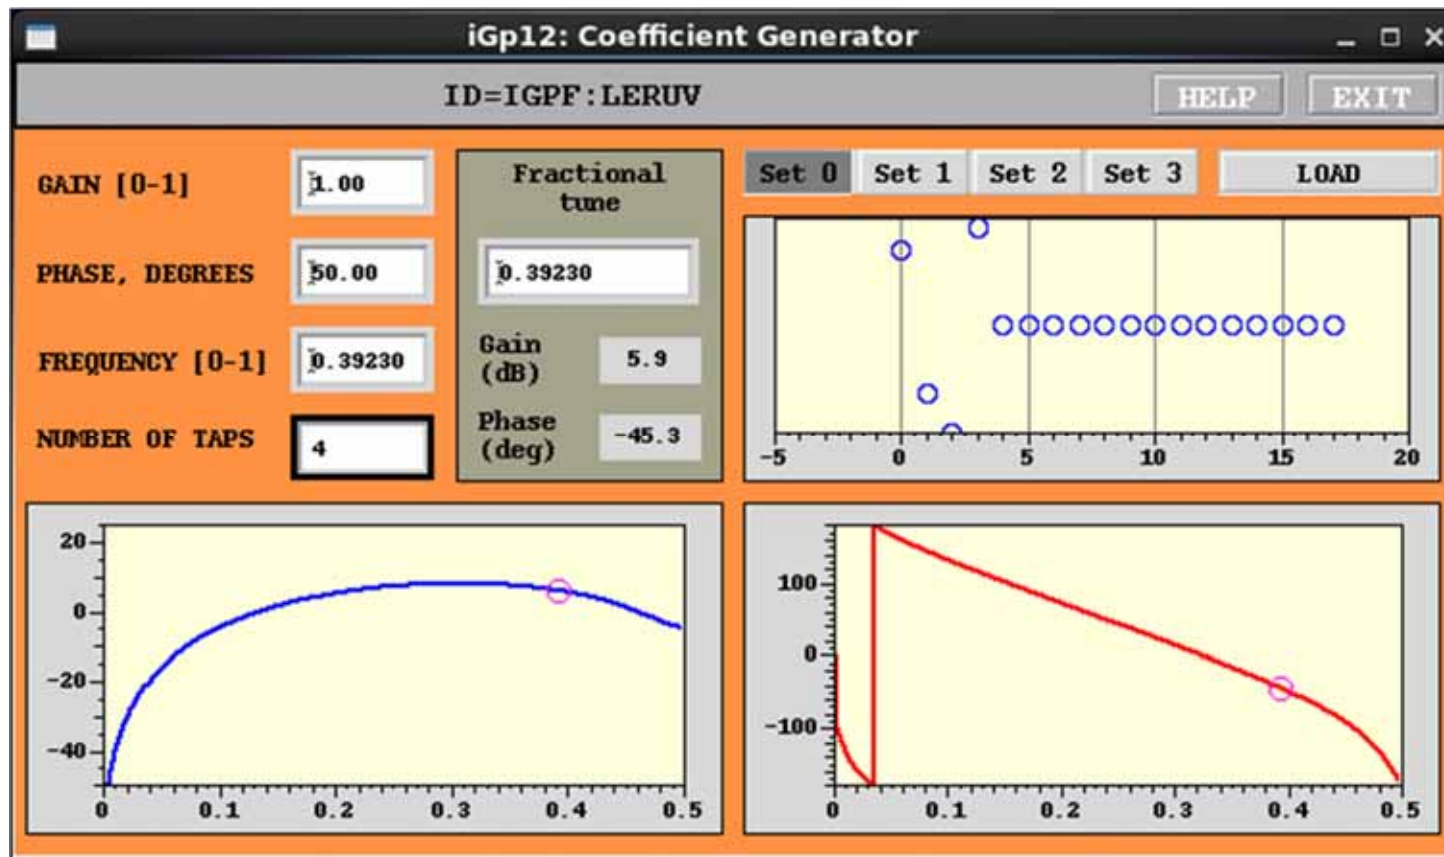 iGp12: Coefficient Generator
ID=IGPF:LERUV
HELP
EXIT
GAIN [0-1]
1.00
PHASE, DEGREES
50.00
FREQUENCY [0-1]
0.39230
NUMBER OF TAPS
4
Fractional
tune
0.39230
Gain
(dB)
5.9
Phase
(deg)
-45.3
Set 0
Set 1
Set 2
Set 3
LOAD
-5 0 5 10 15 20
20
0
-20
-40
0 0.1 0.2 0.3 0.4 0.5
100
0
-100
0 0.1 0.2 0.3 0.4 0.5